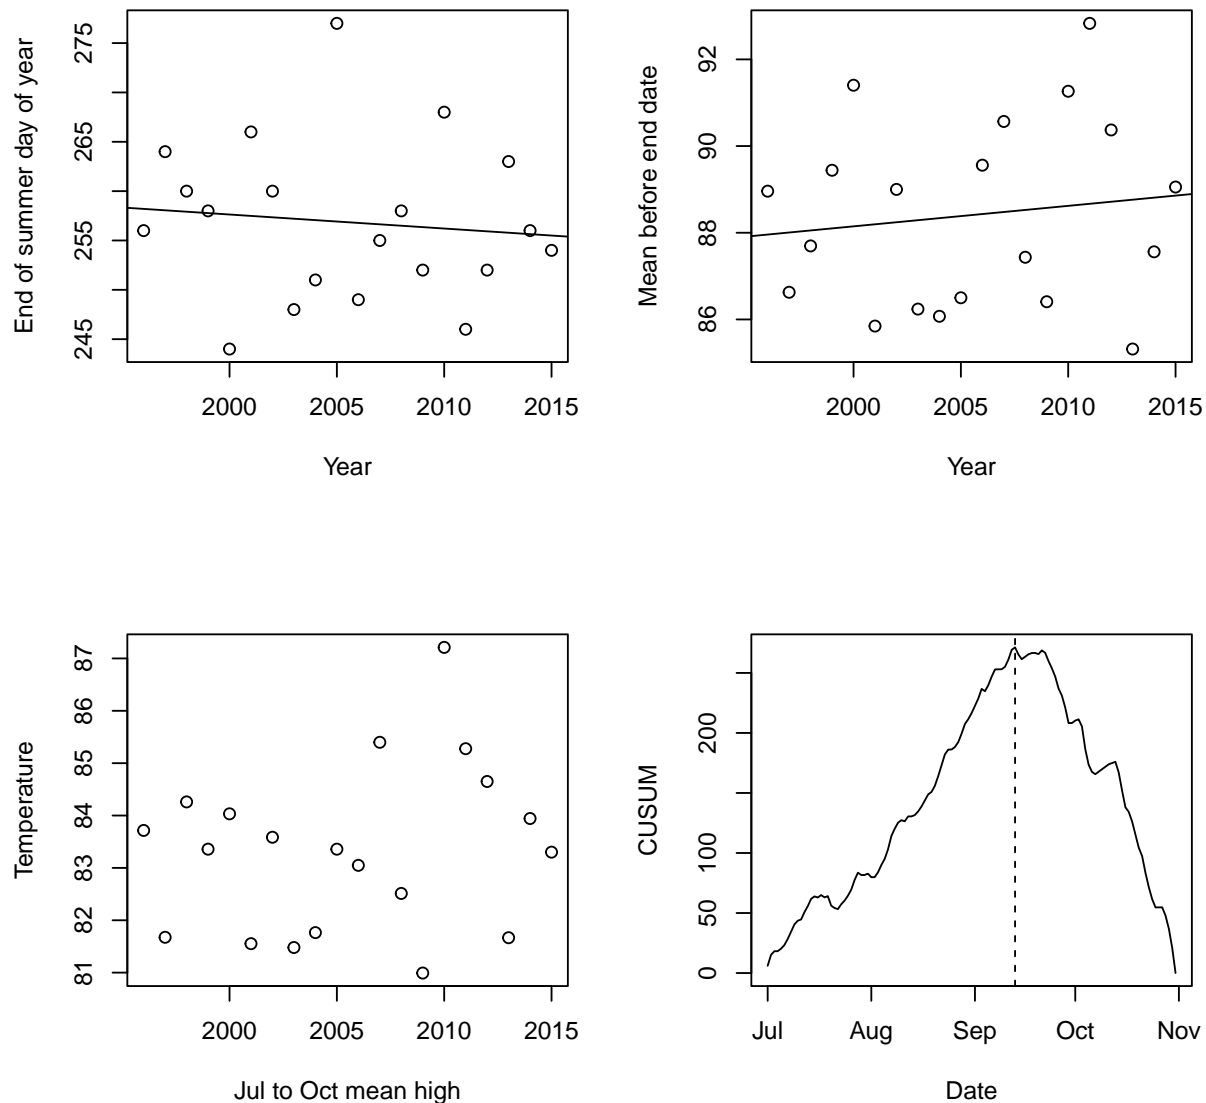 End of summer day of year
275
265
255
245
2000 2005 2010 2015
Year
Mean before end date
92
90
88
86
2000 2005 2010 2015
Year
Temperature
87
86
85
84
83
82
81
2000 2005 2010 2015
Jul to Oct mean high
CUSUM
200
100
50
0
Jul Aug Sep Oct Nov
Date